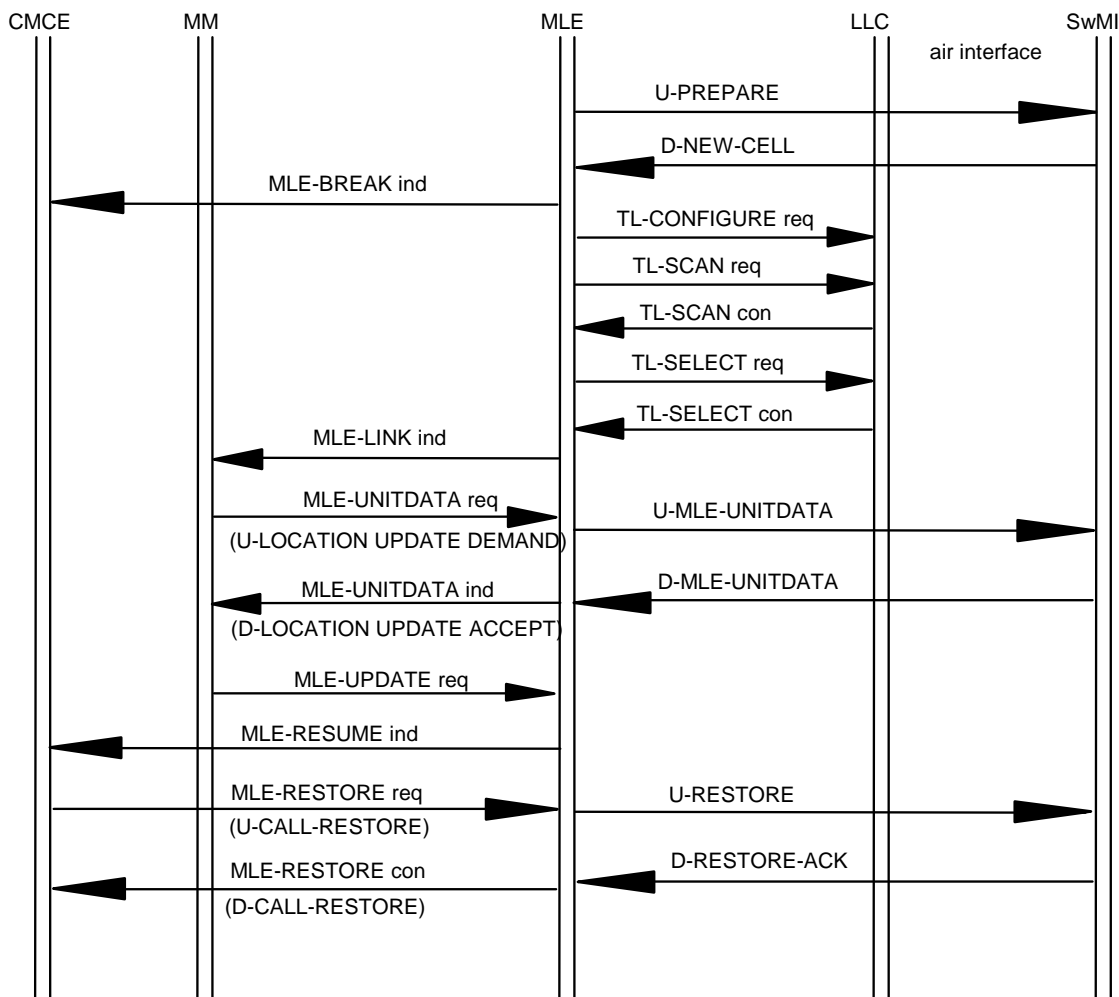 CMCE MM MLE LLC SwMI
air interface
U-PREPARE
D-NEW-CELL
MLE-BREAK ind
TL-CONFIGURE req
TL-SCAN req
TL-SCAN con
TL-SELECT req
TL-SELECT con
MLE-LINK ind
MLE-UNITDATA req
U-MLE-UNITDATA
(U-LOCATION UPDATE DEMAND)
MLE-UNITDATA ind
D-MLE-UNITDATA
(D-LOCATION UPDATE ACCEPT)
MLE-UPDATE req
MLE-RESUME ind
MLE-RESTORE req
U-RESTORE
(U-CALL-RESTORE)
MLE-RESTORE con
D-RESTORE-ACK
(D-CALL-RESTORE)